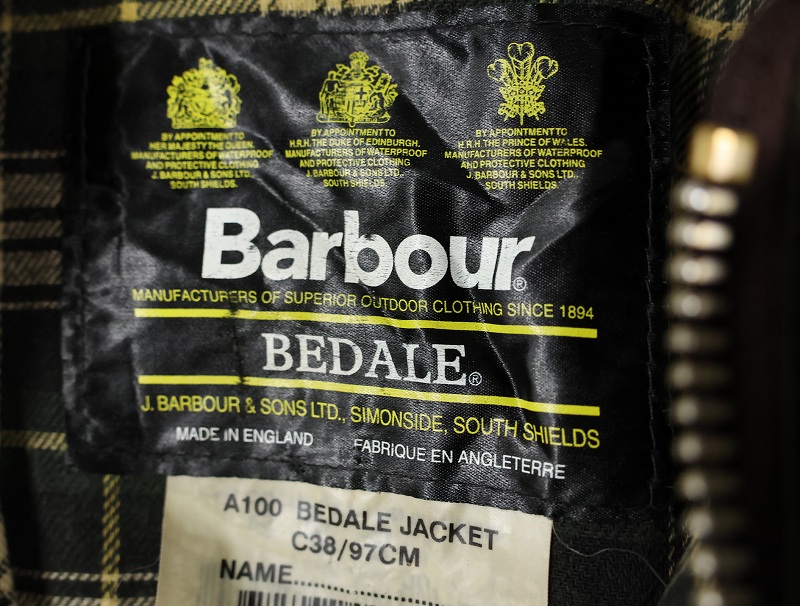 BY APPOINTMENT TO
HER MAJESTY THE QUEEN
MANUFACTURERS OF WATERPROOF
AND PROTECTIVE CLOTHING
J. BARBOUR & SONS LTD.
SOUTH SHIELDS.
BY APPOINTMENT TO
H.R.H. THE DUKE OF EDINBURGH.
MANUFACTURERS OF WATERPROOF
AND PROTECTIVE CLOTHING
J. BARBOUR & SONS LTD.,
SOUTH SHIELDS.
BY APPOINTMENT TO
H.R.H. THE PRINCE OF WALES.
MANUFACTURERS OF WATERPROOF
AND PROTECTIVE CLOTHING
J. BARBOUR & SONS LTD.,
SOUTH SHIELDS.
Barbour®
MANUFACTURERS OF SUPERIOR OUTDOOR CLOTHING SINCE 1894
BEDALE®
J. BARBOUR & SONS LTD., SIMONSIDE, SOUTH SHIELDS
MADE IN ENGLAND FABRIQUE EN ANGLETERRE
A100 BEDALE JACKET
C38/97CM
NAME....................